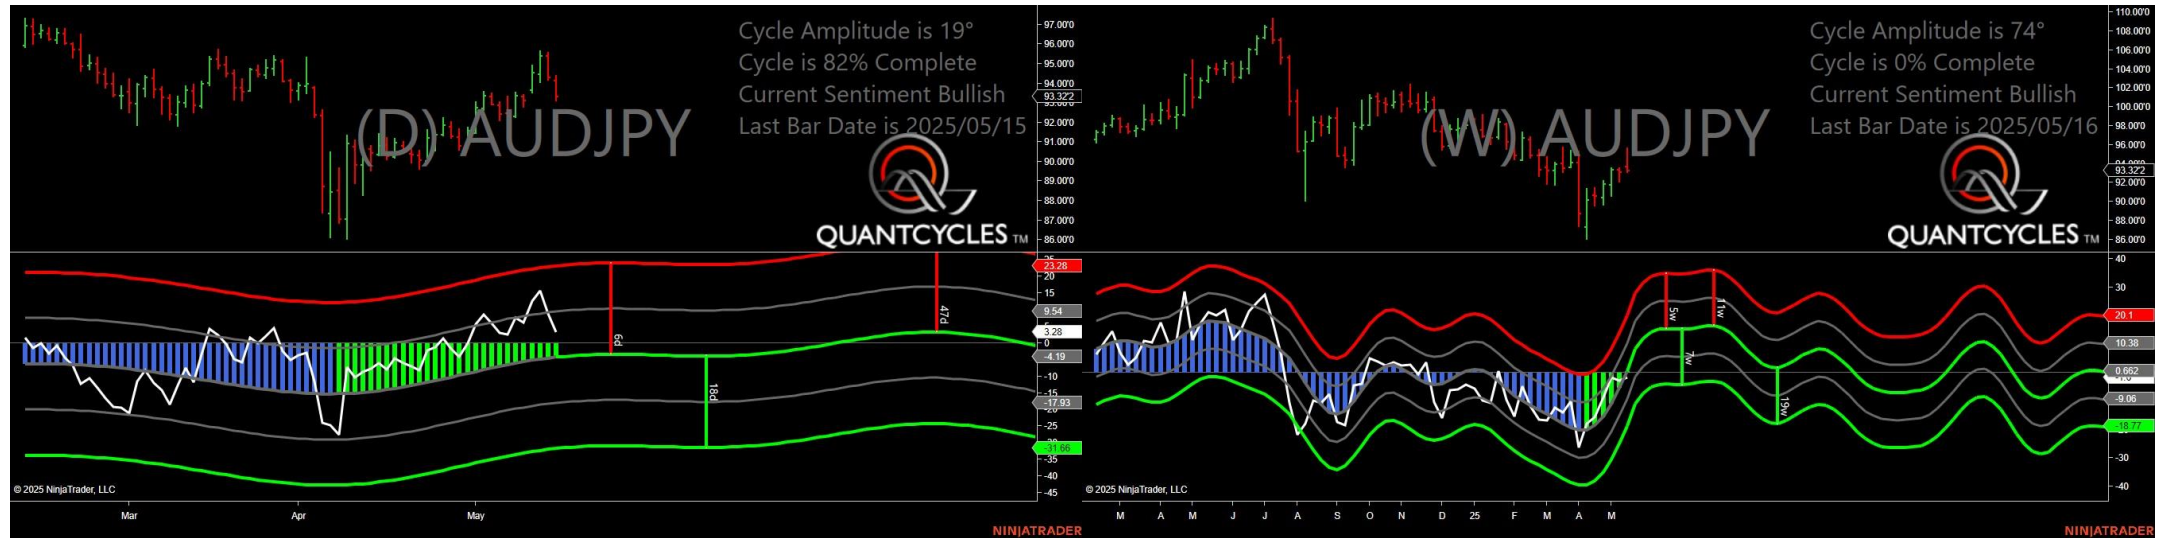 Cycle Amplitude is 19°
Cycle is 82% Complete
Current Sentiment Bullish
Last Bar Date is 2025/05/15
(D) AUDJPY
QUANTCYCLES TM
97.00'0
96.00'0
95.00'0
94.00'0
93.322
92.00'0
91.00'0
90.00'0
89.00'0
88.00'0
87.00'0
86.00'0
23.28
20
15
9.54
3.28
0
-4.19
-10
-15
-17.93
-25
-31.66
-35
-40
-45
6d
18d
47d
© 2025 NinjaTrader, LLC
Mar
Apr
May
NINJATRADER
Cycle Amplitude is 74°
Cycle is 0% Complete
Current Sentiment Bullish
Last Bar Date is 2025/05/16
(W) AUDJPY
QUANTCYCLES TM
110.00'0
108.00'0
106.00'0
104.00'0
102.00'0
100.00'0
98.00'0
96.00'0
93.322
92.00'0
90.00'0
88.00'0
86.00'0
40
30
20.1
10.38
0.662
-9.06
-18.77
-30
-40
5w
11w
7w
19w
© 2025 NinjaTrader, LLC
M A M J J A S O N D 25 F M A M
NINJATRADER